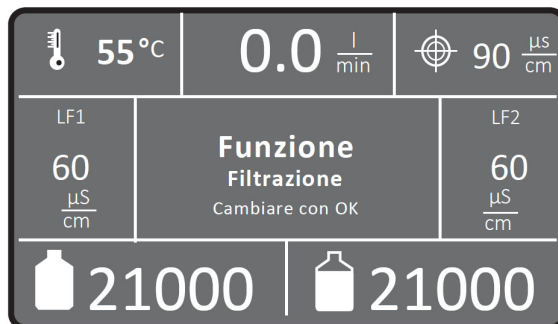 55°C
0.0 l/min
90 µs/cm
LF1
60 µS/cm
Funzione
Filtrazione
Cambiare con OK
LF2
60 µS/cm
21000
21000